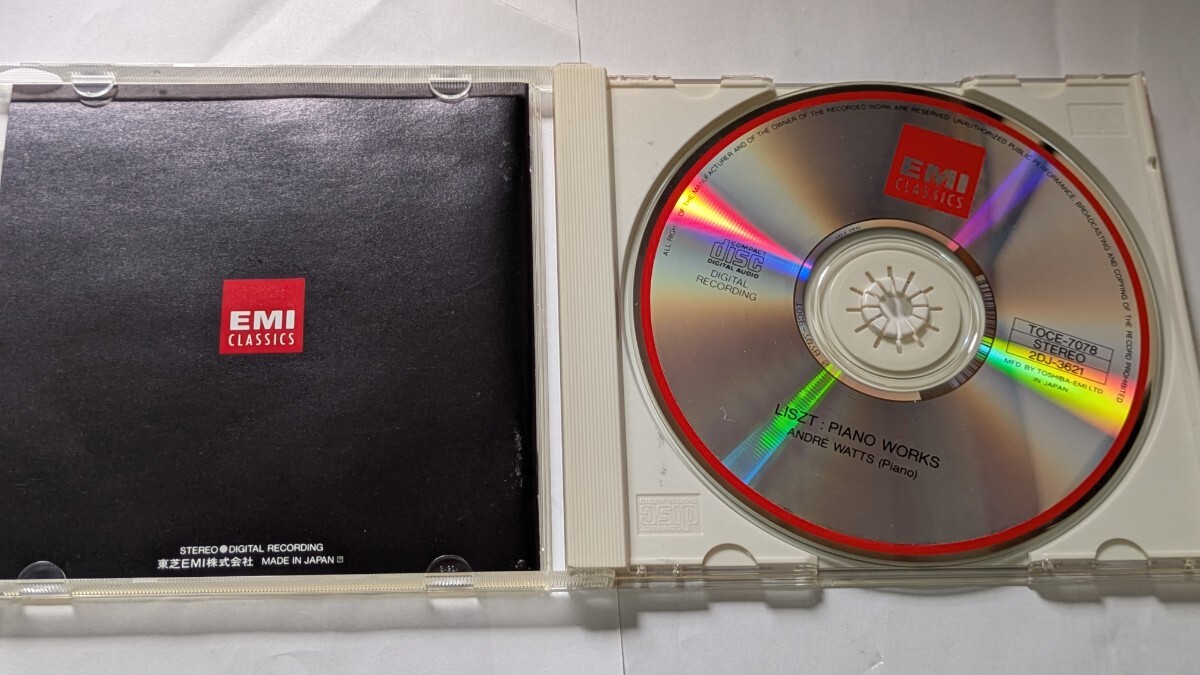 EMI
CLASSICS
STEREO●DIGITAL RECORDING
東芝EMI株式会社 MADE IN JAPAN
ALL RIGHTS OF THE MANUFACTURER AND OF THE OWNER OF THE RECORDED WORK ARE RESERVED UNAUTHORIZED PUBLIC PERFORMANCE, BROADCASTING AND COPYING OF THE RECORD PROHIBITED
EMI
CLASSICS
COMPACT
disc
DIGITAL AUDIO
DIGITAL
RECORDING
TOCE-7078
STEREO
2DJ-3621
MFD BY TOSHIBA-EMI LTD
IN JAPAN
LISZT : PIANO WORKS
ANDRÉ WATTS (Piano)
disc